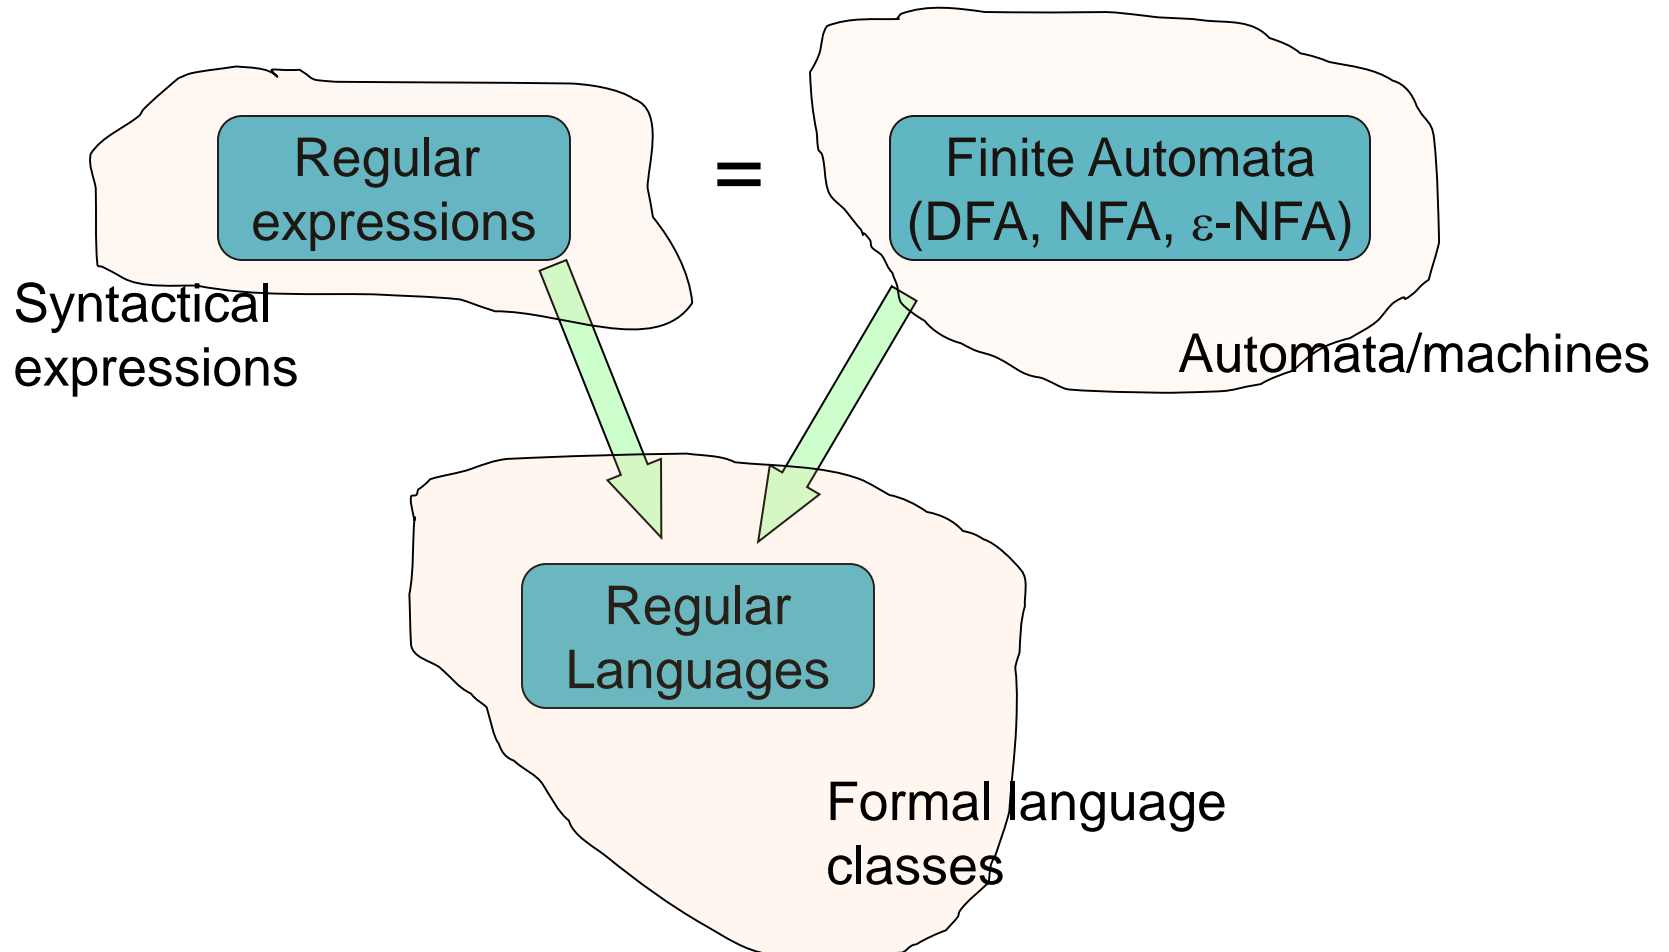 Regular
expressions
=
Finite Automata
(DFA, NFA, ε-NFA)
Syntactical
expressions
Automata/machines
Regular
Languages
Formal language
classes